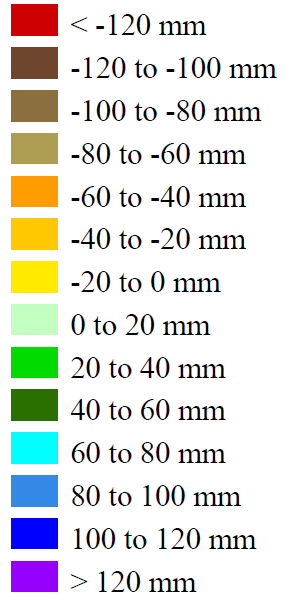 < -120 mm
-120 to -100 mm
-100 to -80 mm
-80 to -60 mm
-60 to -40 mm
-40 to -20 mm
-20 to 0 mm
0 to 20 mm
20 to 40 mm
40 to 60 mm
60 to 80 mm
80 to 100 mm
100 to 120 mm
> 120 mm